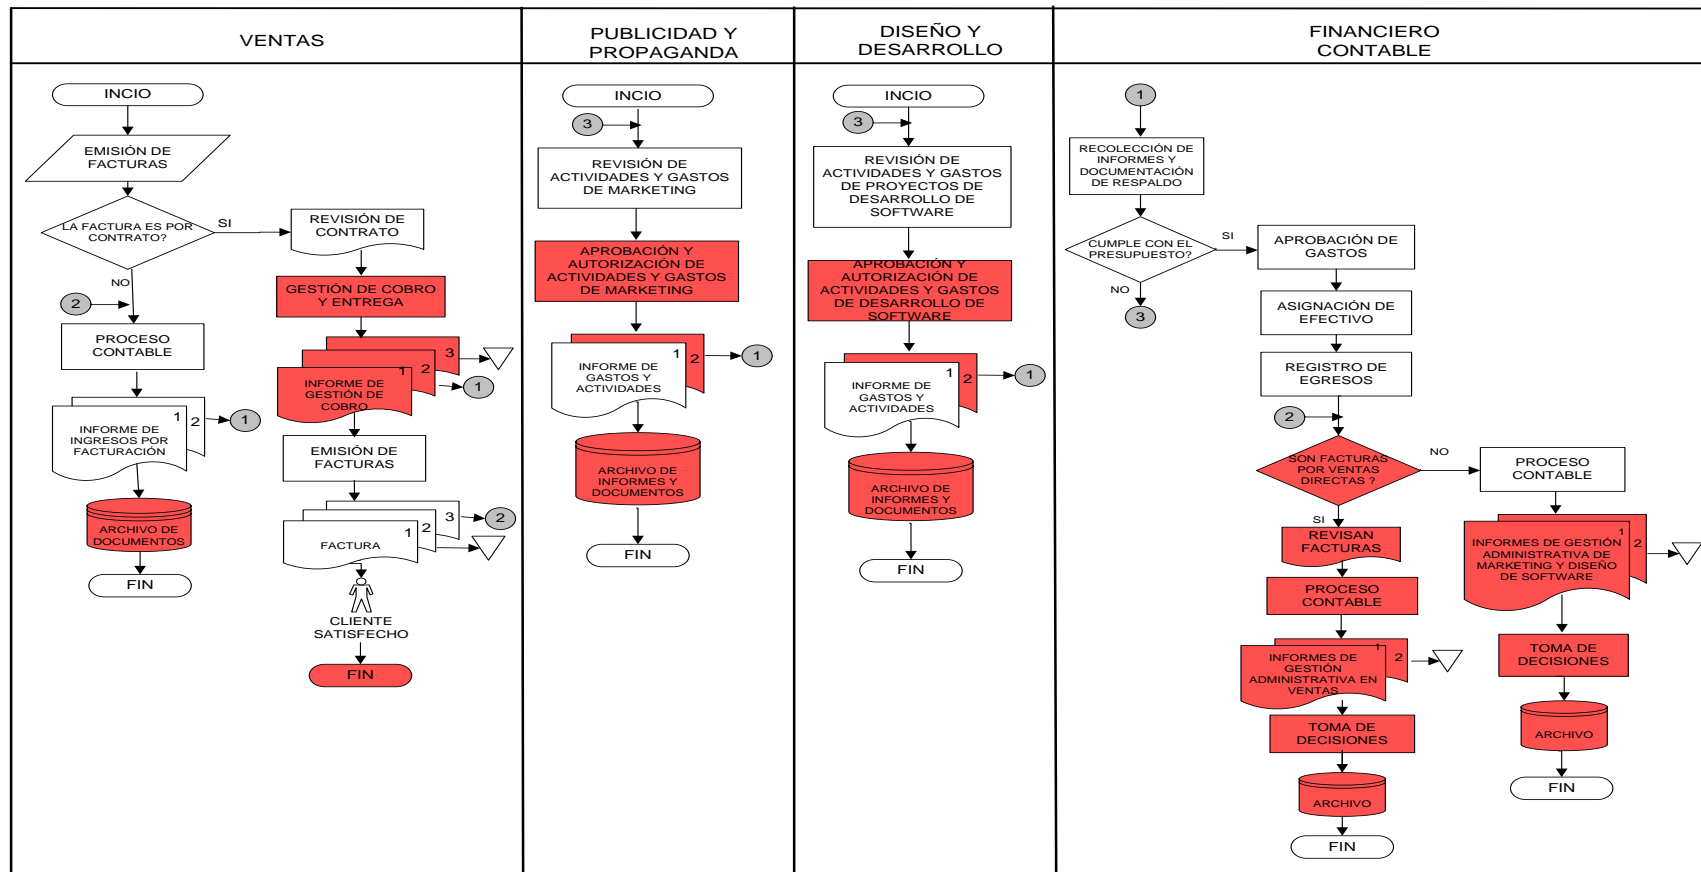 VENTAS
PUBLICIDAD Y
PROPAGANDA
DISEÑO Y
DESARROLLO
FINANCIERO
CONTABLE
INCIO
EMISIÓN DE
FACTURAS
LA FACTURA ES POR
CONTRATO?
SI
NO
2
PROCESO
CONTABLE
1
2
1
INFORME DE
INGRESOS POR
FACTURACIÓN
ARCHIVO DE
DOCUMENTOS
FIN
REVISIÓN DE
CONTRATO
GESTIÓN DE COBRO
Y ENTREGA
3
2
1
1
INFORME DE
GESTIÓN DE
COBRO
EMISIÓN DE
FACTURAS
3
2
2
1
FACTURA
CLIENTE
SATISFECHO
FIN
INCIO
3
REVISIÓN DE
ACTIVIDADES Y GASTOS
DE MARKETING
APROBACIÓN Y
AUTORIZACIÓN DE
ACTIVIDADES Y GASTOS
DE MARKETING
1
2
1
INFORME DE
GASTOS Y
ACTIVIDADES
ARCHIVO DE
INFORMES Y
DOCUMENTOS
FIN
INCIO
3
REVISIÓN DE
ACTIVIDADES Y GASTOS
DE PROYECTOS DE
DESARROLLO DE
SOFTWARE
APROBACIÓN Y
AUTORIZACIÓN DE
ACTIVIDADES Y GASTOS
DE DESARROLLO DE
SOFTWARE
1
2
1
INFORME DE
GASTOS Y
ACTIVIDADES
ARCHIVO DE
INFORMES Y
DOCUMENTOS
FIN
1
RECOLECCIÓN DE
INFORMES Y
DOCUMENTACIÓN
DE RESPALDO
CUMPLE CON EL
PRESUPUESTO?
SI
NO
3
APROBACIÓN DE
GASTOS
ASIGNACIÓN DE
EFECTIVO
REGISTRO DE
EGRESOS
2
SON FACTURAS
POR VENTAS
DIRECTAS ?
NO
SI
REVISAN
FACTURAS
PROCESO
CONTABLE
1
2
INFORMES DE
GESTIÓN
ADMINISTRATIVA EN
VENTAS
TOMA DE
DECISIONES
ARCHIVO
FIN
PROCESO
CONTABLE
1
2
INFORMES DE GESTIÓN
ADMINISTRATIVA DE
MARKETING Y DISEÑO
DE SOFTWARE
TOMA DE
DECISIONES
ARCHIVO
FIN